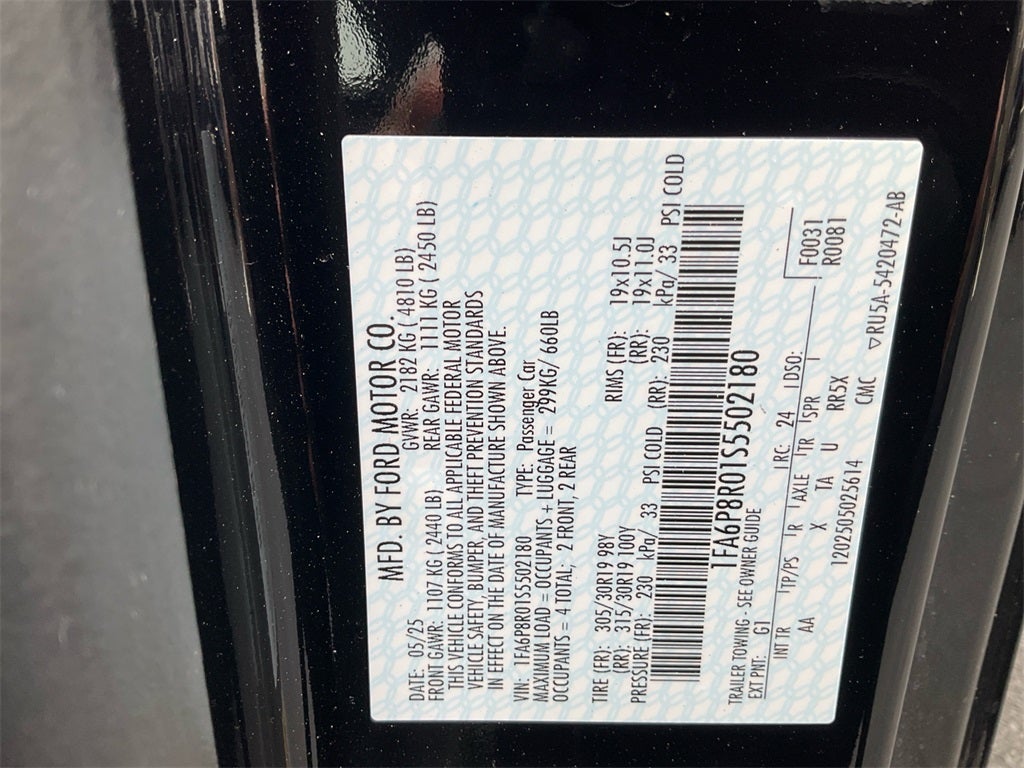 MFD. BY FORD MOTOR CO.
DATE: 05/25 GVWR: 2182 KG ( 4810 LB)
FRONT GAWR: 1107 KG ( 2440 LB) REAR GAWR: 1111 KG ( 2450 LB)
THIS VEHICLE CONFORMS TO ALL APPLICABLE FEDERAL MOTOR
VEHICLE SAFETY, BUMPER, AND THEFT PREVENTION STANDARDS
IN EFFECT ON THE DATE OF MANUFACTURE SHOWN ABOVE.
VIN: 1FA6P8R01S5502180 TYPE: Passenger Car
MAXIMUM LOAD = OCCUPANTS + LUGGAGE = 299KG/ 660LB
OCCUPANTS = 4 TOTAL; 2 FRONT, 2 REAR
TIRE (FR): 305/30R19 98Y RIMS (FR): 19x10.5J
(RR): 315/30R19 100Y (RR): 19x11.0J
PRESSURE (FR): 230 kPa/ 33 PSI COLD (RR): 230 kPa/ 33 PSI COLD
1FA6P8R01S5502180
TRAILER TOWING - SEE OWNER GUIDE
EXT PNT: G1 RC: 24 DSO: F0031
INT TR TP/PS R AXLE TR SPR R0081
AA X TA U RR5X
1202505025614 CMC ▽RU5A-5420472-AB